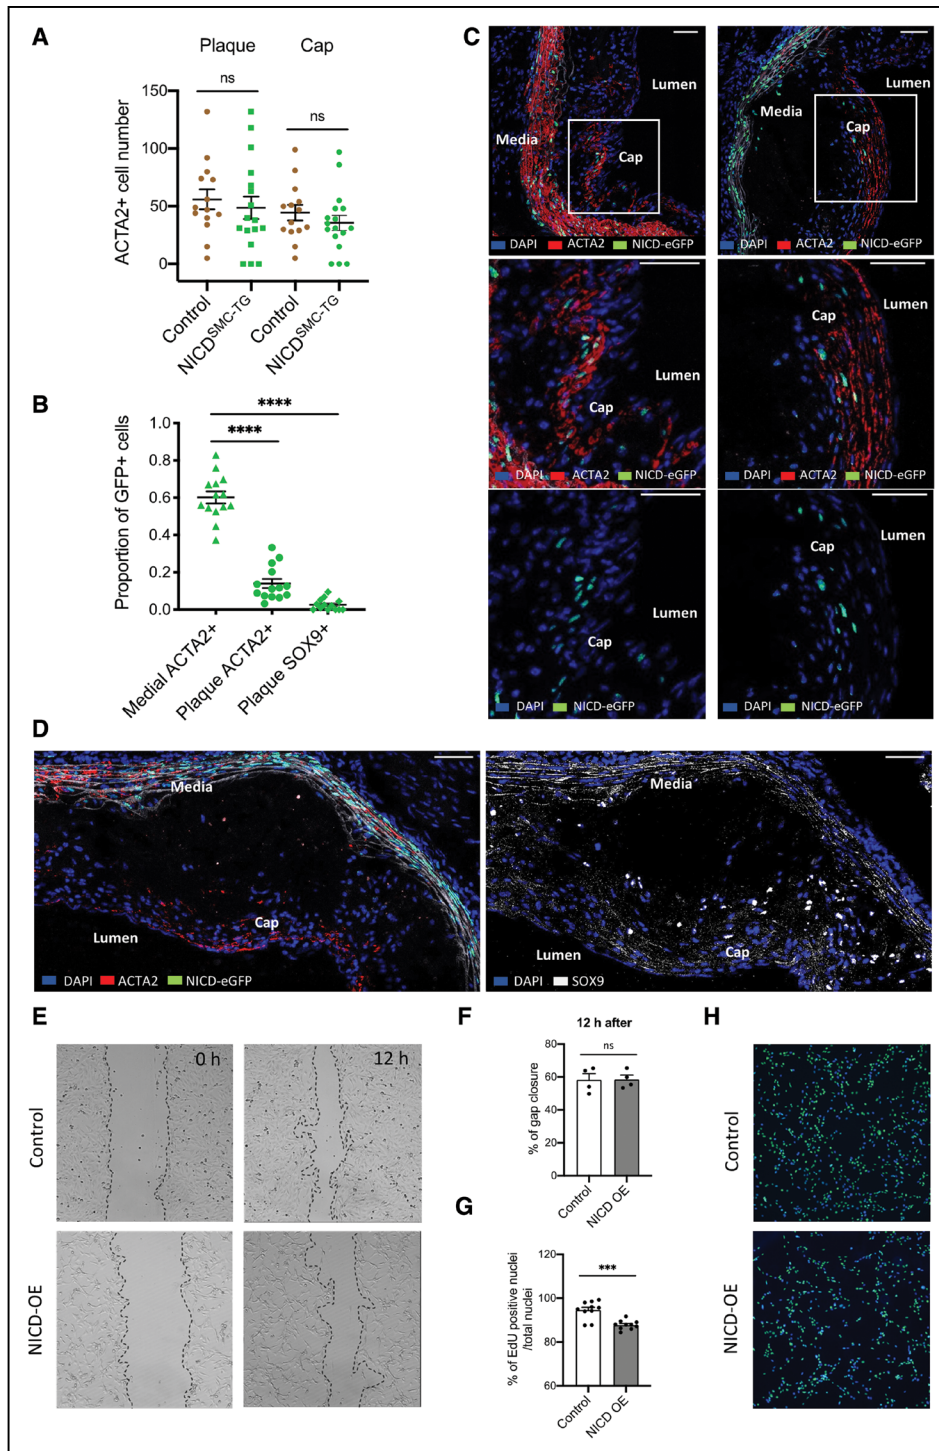 A
Plaque Cap
ns
ns
ACTA2+ cell number
150
100
50
0
Control
NICD^SMC-TG
Control
NICD^SMC-TG
B
****
****
Proportion of GFP+ cells
1.0
0.8
0.6
0.4
0.2
0.0
Medial ACTA2+
Plaque ACTA2+
Plaque SOX9+
C
Lumen
Media
Cap
DAPI ACTA2 NICD-eGFP
Lumen
Media
Cap
DAPI ACTA2 NICD-eGFP
Lumen
Cap
DAPI ACTA2 NICD-eGFP
Lumen
Cap
DAPI ACTA2 NICD-eGFP
Lumen
Cap
DAPI NICD-eGFP
Lumen
Cap
DAPI NICD-eGFP
D
Media
Cap
Lumen
DAPI ACTA2 NICD-eGFP
Media
Lumen
Cap
DAPI SOX9
E
0 h
12 h
Control
NICD-OE
F
12 h after
ns
% of gap closure
80
60
40
20
0
Control
NICD OE
G
***
% of EdU positive nuclei
/total nuclei
120
100
80
60
Control
NICD OE
H
Control
NICD-OE